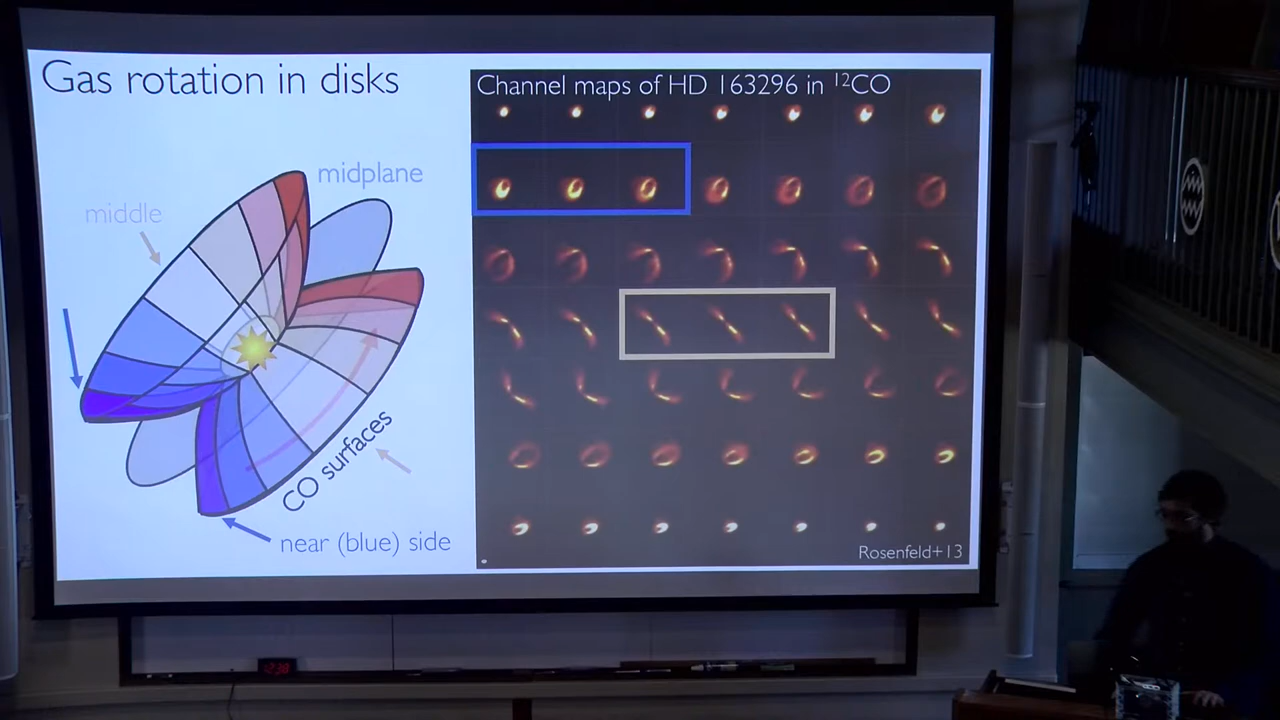 Gas rotation in disks
Channel maps of HD 163296 in ¹²CO
midplane
middle
CO surfaces
near (blue) side
Rosenfeld+13